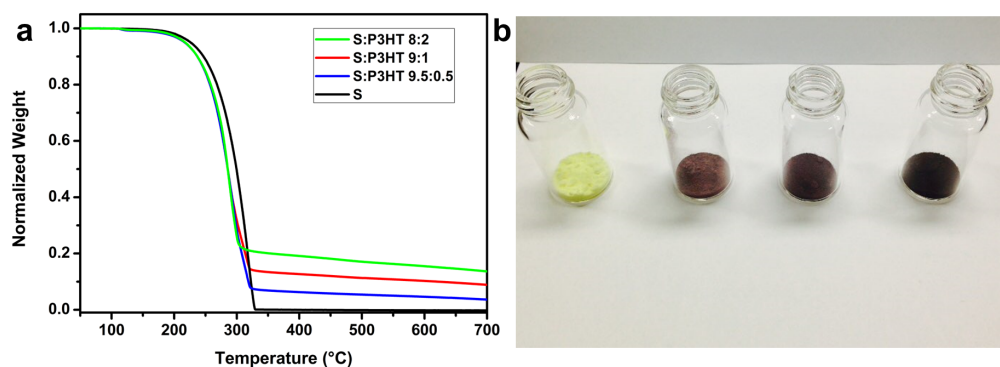 a
b
1.0
0.8
0.6
0.4
0.2
0.0
Normalized Weight
S:P3HT 8:2
S:P3HT 9:1
S:P3HT 9.5:0.5
S
100 200 300 400 500 600 700
Temperature (°C)